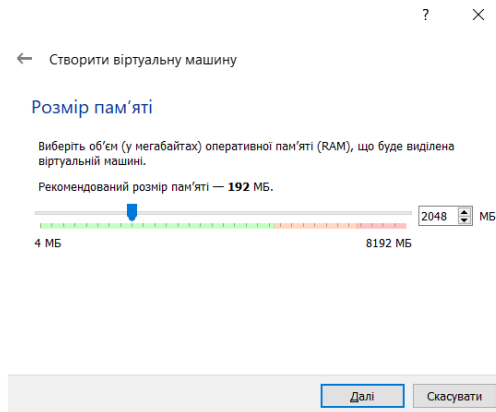 ?
Створити віртуальну машину
Розмір пам’яті
Виберіть об’єм (у мегабайтах) оперативної пам’яті (RAM), що буде виділена
віртуальній машині.
Рекомендований розмір пам’яті — 192 МБ.
2048 МБ
4 МБ 8192 МБ
Далі Скасувати